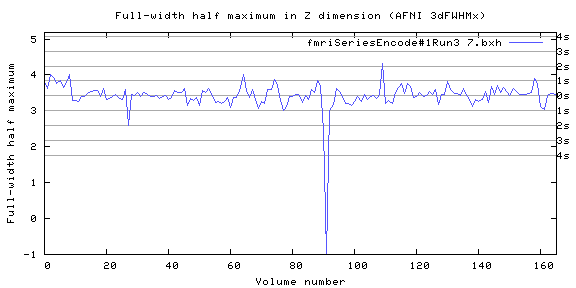 Full-width half maximum in Z dimension (AFNI 3dFWHMx)
fmriSeriesEncode#1Run3 7.bxh
Full-width half maximum
5
4
3
2
1
0
-1
4s
3s
2s
1s
0s
1s
2s
3s
4s
0 20 40 60 80 100 120 140 160
Volume number